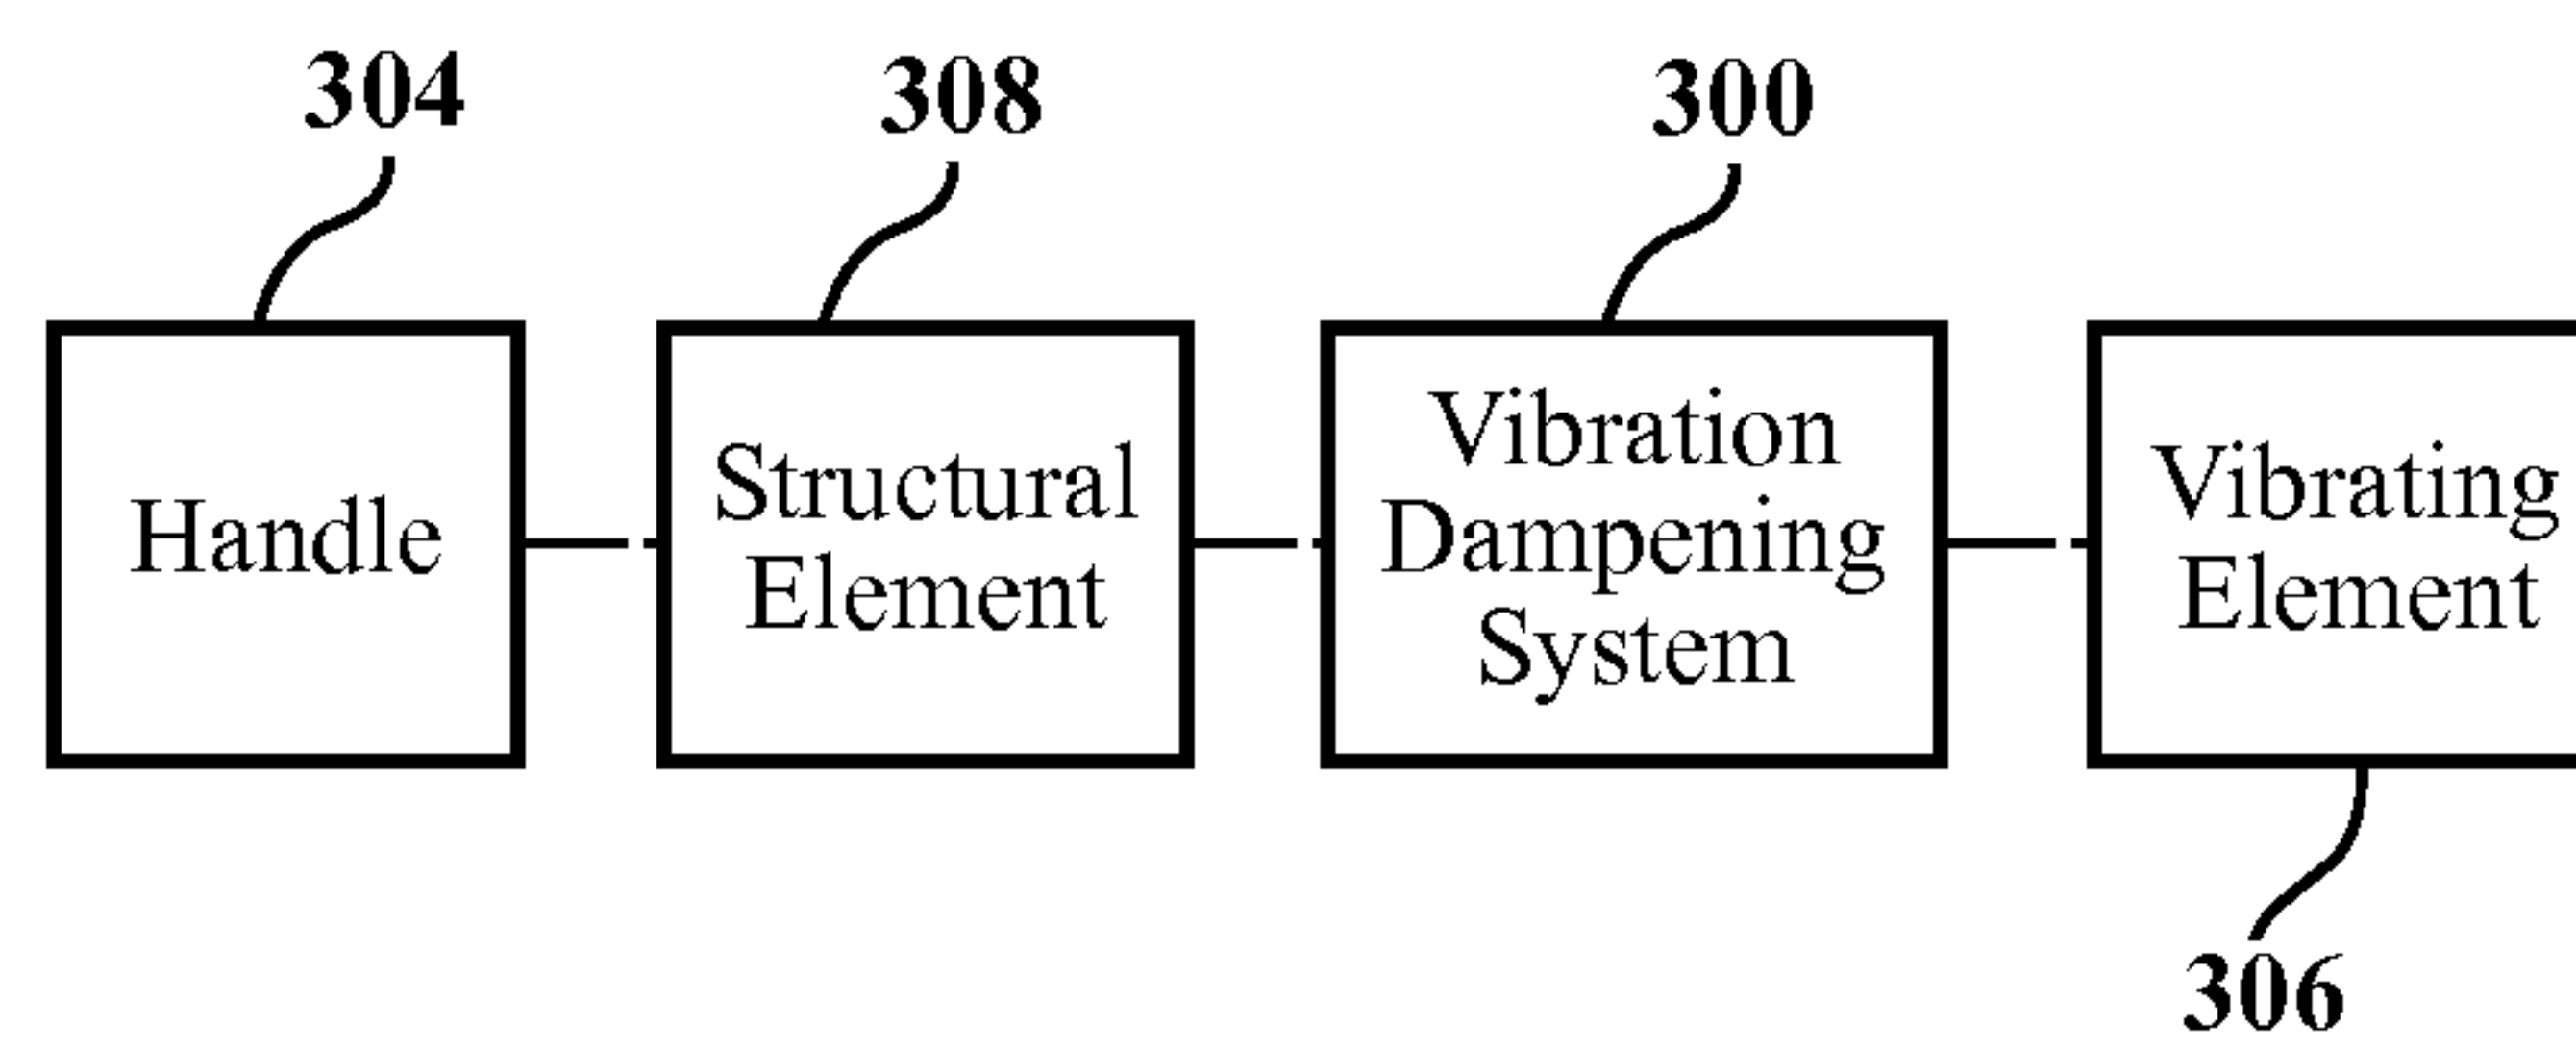 304
308
300
Handle
Structural
Element
Vibration
Dampening
System
Vibrating
Element
306